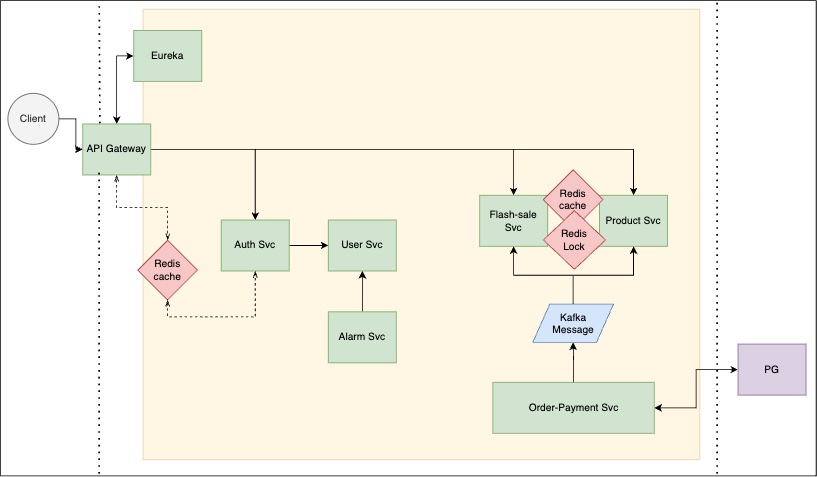 Eureka
Client
API Gateway
Redis
cache
Flash-sale
Svc
Product Svc
Redis
Lock
Auth Svc
User Svc
Redis
cache
Kafka
Message
Alarm Svc
PG
Order-Payment Svc